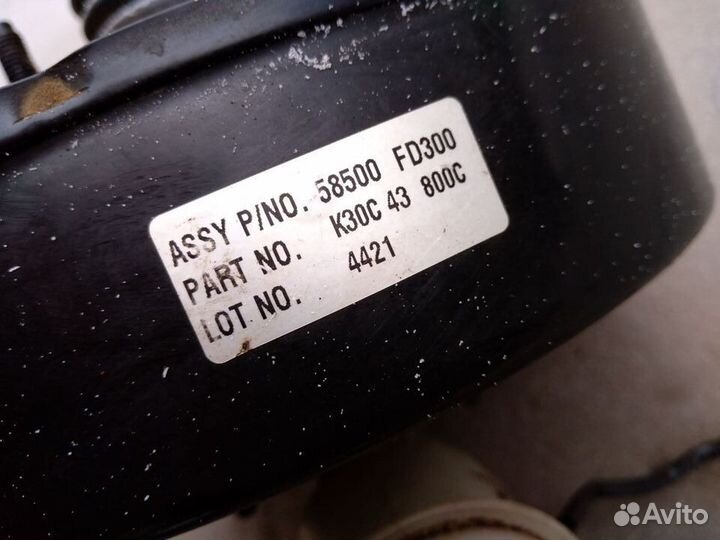 ASSY P/NO. 58500 FD300
PART NO. K30C 43 800C
LOT NO. 4421
Avito